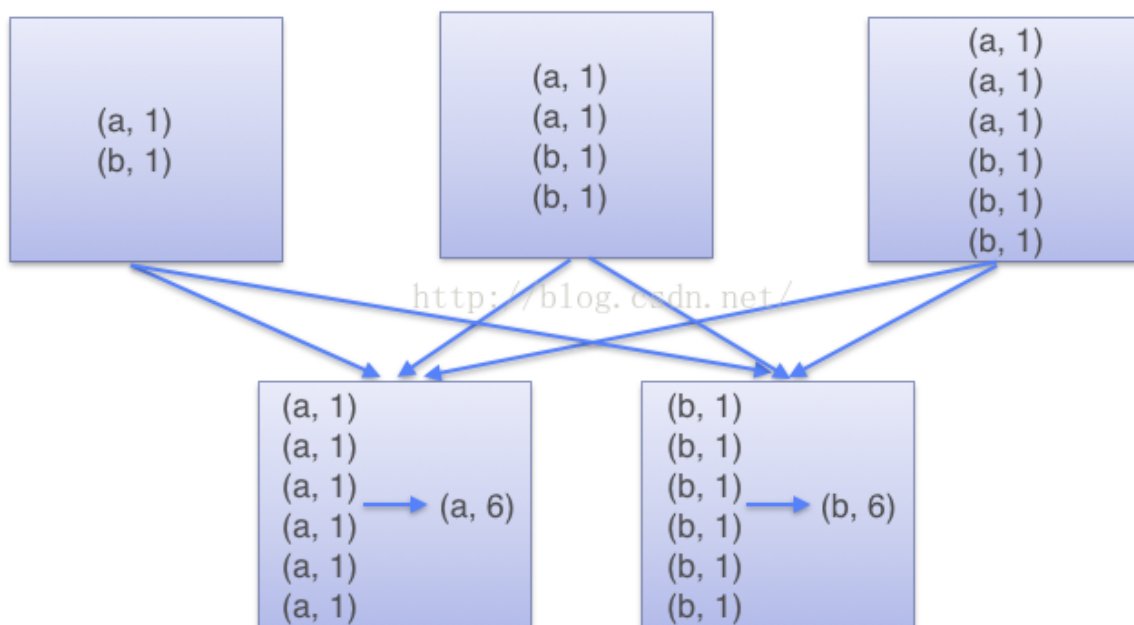 (a, 1)
(b, 1)
(a, 1)
(a, 1)
(b, 1)
(b, 1)
(a, 1)
(a, 1)
(a, 1)
(b, 1)
(b, 1)
(b, 1)
http://blog.csdn.net/
(a, 1)
(a, 1)
(a, 1)
(a, 1)
(a, 1)
(a, 1)
(a, 6)
(b, 1)
(b, 1)
(b, 1)
(b, 1)
(b, 1)
(b, 1)
(b, 6)